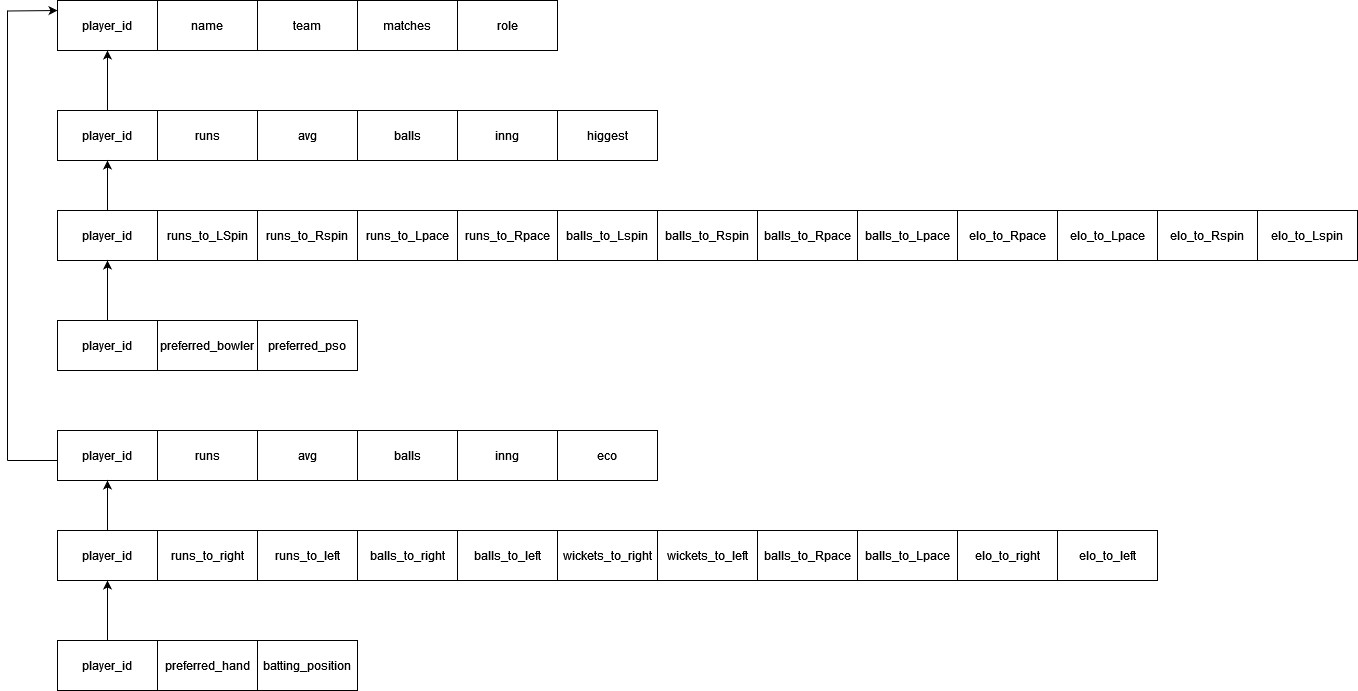 player_id name team matches role
player_id runs avg balls inng higgest
player_id runs_to_LSpin runs_to_Rspin runs_to_Lpace runs_to_Rpace balls_to_Lspin balls_to_Rspin balls_to_Rpace balls_to_Lpace elo_to_Rpace elo_to_Lpace elo_to_Rspin elo_to_Lspin
player_id preferred_bowler preferred_pso
player_id runs avg balls inng eco
player_id runs_to_right runs_to_left balls_to_right balls_to_left wickets_to_right wickets_to_left balls_to_Rpace balls_to_Lpace elo_to_right elo_to_left
player_id preferred_hand batting_position